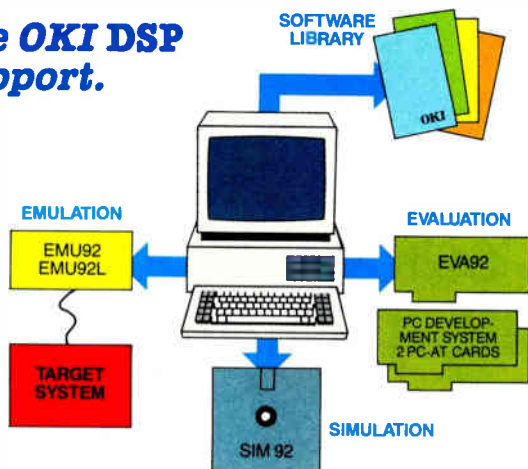 OKI DSP
SOFTWARE
LIBRARY
OKI
EMULATION
EMU92
EMU92L
TARGET
SYSTEM
EVALUATION
EVA92
PC DEVELOP-
MENT SYSTEM
2 PC-AT CARDS
SIM 92
SIMULATION